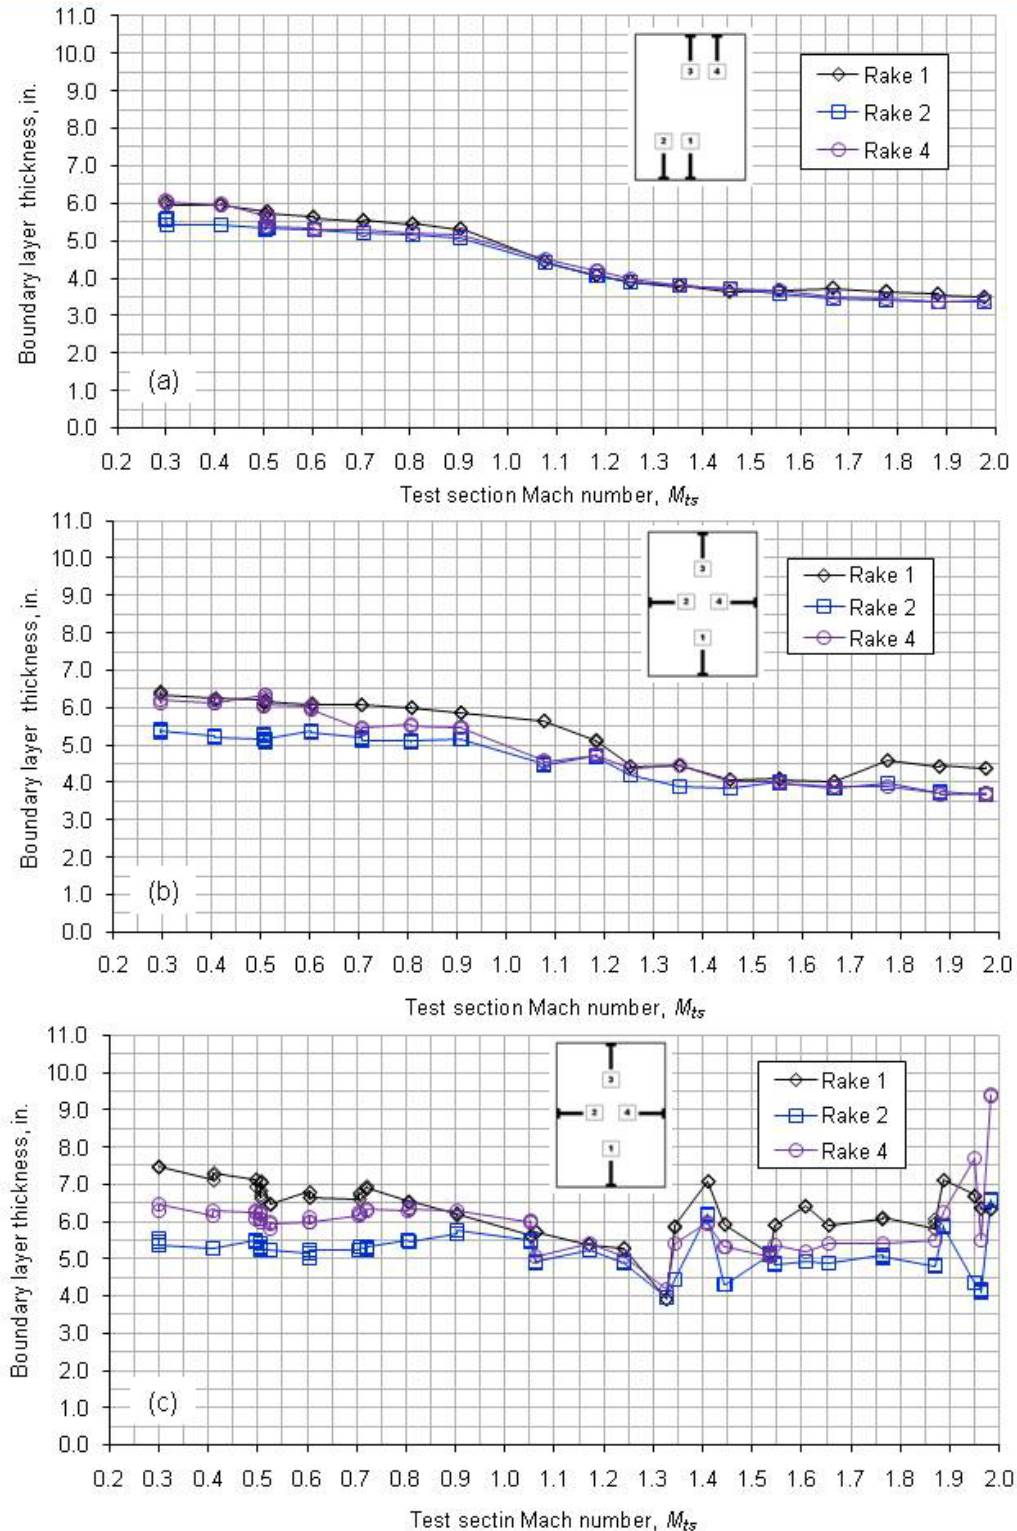 11.0
10.0
9.0
8.0
7.0
6.0
5.0
4.0
3.0
2.0
1.0
0.0
Boundary layer thickness, in.
3 4
2 1
Rake 1
Rake 2
Rake 4
(a)
0.2 0.3 0.4 0.5 0.6 0.7 0.8 0.9 1.0 1.1 1.2 1.3 1.4 1.5 1.6 1.7 1.8 1.9 2.0
Test section Mach number, Mts
11.0
10.0
9.0
8.0
7.0
6.0
5.0
4.0
3.0
2.0
1.0
0.0
Boundary layer thickness, in.
3
2 4
1
Rake 1
Rake 2
Rake 4
(b)
0.2 0.3 0.4 0.5 0.6 0.7 0.8 0.9 1.0 1.1 1.2 1.3 1.4 1.5 1.6 1.7 1.8 1.9 2.0
Test section Mach number, Mts
11.0
10.0
9.0
8.0
7.0
6.0
5.0
4.0
3.0
2.0
1.0
0.0
Boundary layer thickness, in.
3
2 4
1
Rake 1
Rake 2
Rake 4
(c)
0.2 0.3 0.4 0.5 0.6 0.7 0.8 0.9 1.0 1.1 1.2 1.3 1.4 1.5 1.6 1.7 1.8 1.9 2.0
Test sectin Mach number, Mts